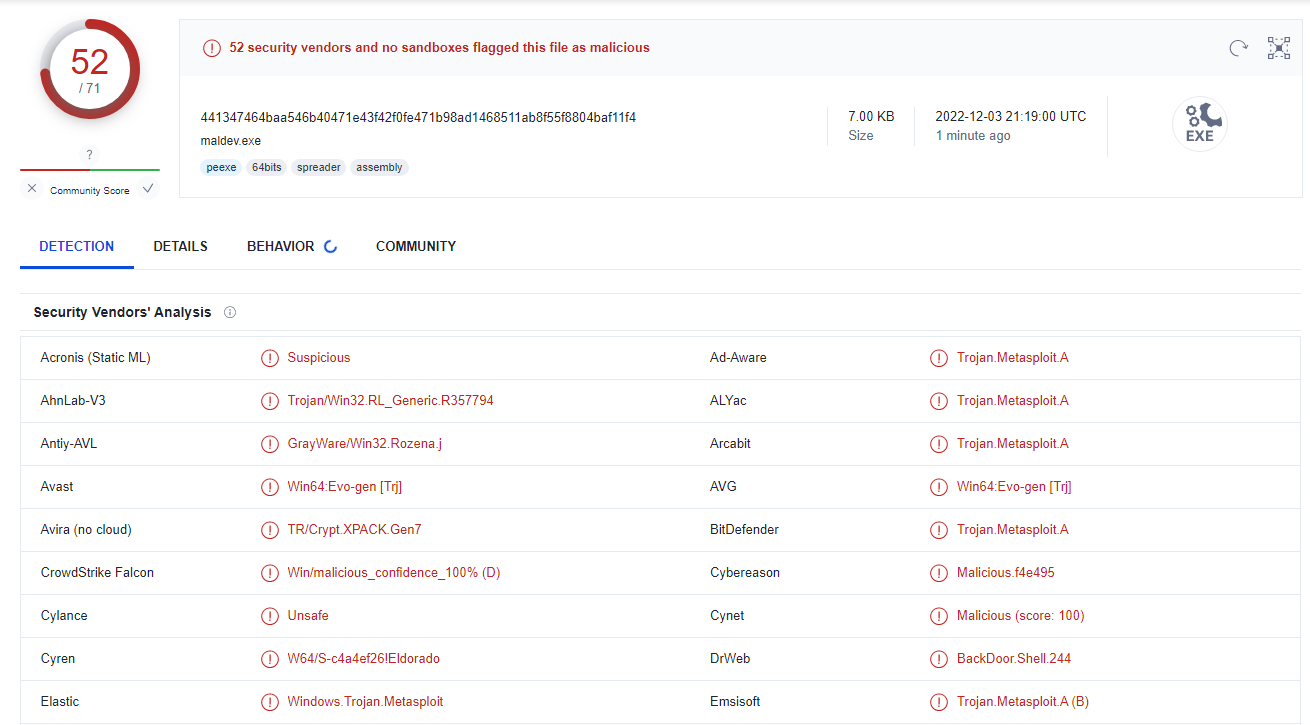 52
/ 71
?
Community Score
52 security vendors and no sandboxes flagged this file as malicious
441347464baa546b40471e43f42f0fe471b98ad1468511ab8f55f8804baf11f4
maldev.exe
peexe 64bits spreader assembly
7.00 KB
Size
2022-12-03 21:19:00 UTC
1 minute ago
EXE
DETECTION DETAILS BEHAVIOR COMMUNITY
Security Vendors' Analysis
Acronis (Static ML) Suspicious Ad-Aware Trojan.Metasploit.A
AhnLab-V3 Trojan/Win32.RL_Generic.R357794 ALYac Trojan.Metasploit.A
Antiy-AVL GrayWare/Win32.Rozena.j Arcabit Trojan.Metasploit.A
Avast Win64:Evo-gen [Trj] AVG Win64:Evo-gen [Trj]
Avira (no cloud) TR/Crypt.XPACK.Gen7 BitDefender Trojan.Metasploit.A
CrowdStrike Falcon Win/malicious_confidence_100% (D) Cybereason Malicious.f4e495
Cylance Unsafe Cynet Malicious (score: 100)
Cyren W64/S-c4a4ef26!Eldorado DrWeb BackDoor.Shell.244
Elastic Windows.Trojan.Metasploit Emsisoft Trojan.Metasploit.A (B)